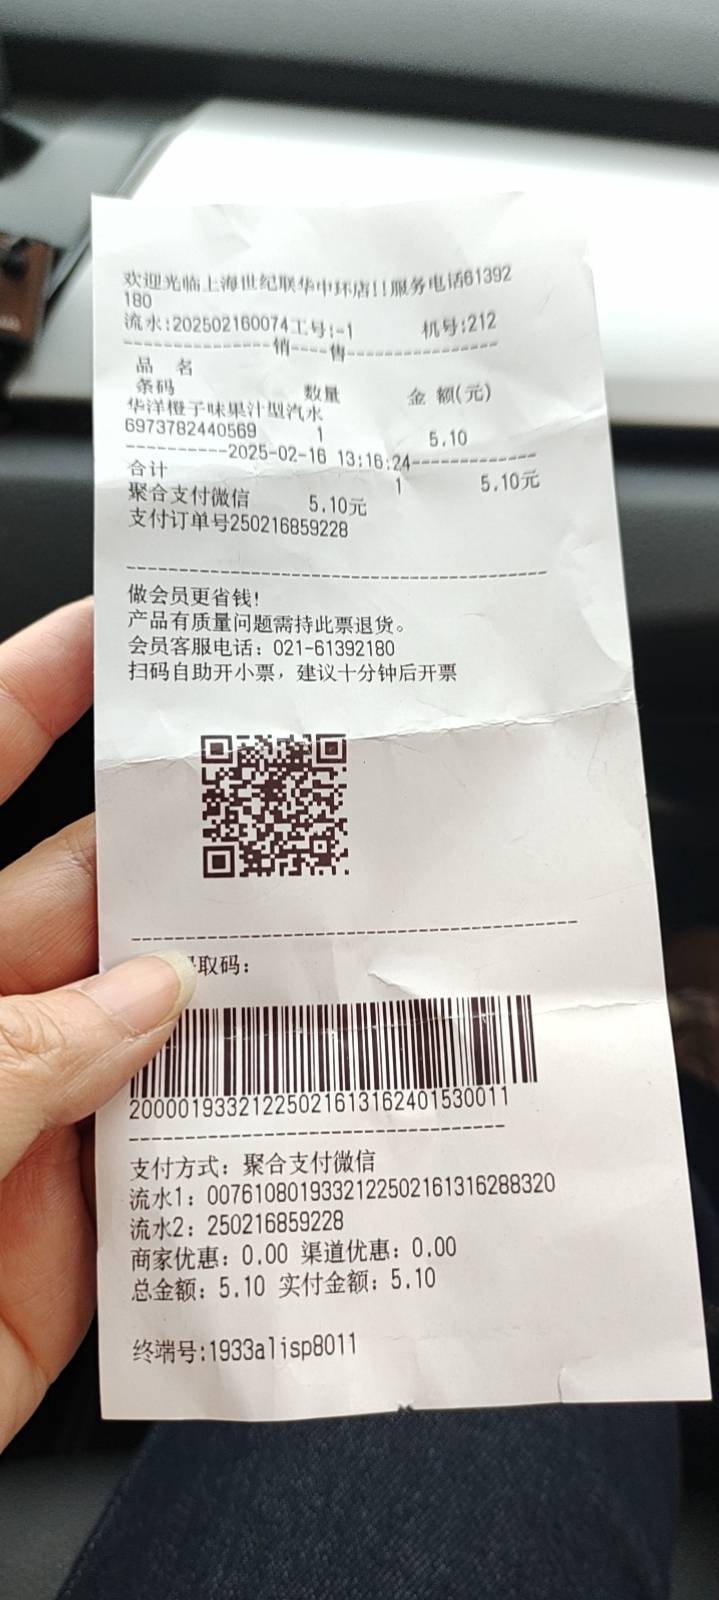 欢迎光临上海世纪联华中环店!!服务电话61392
180
流水:202502160074工号:-1 机号:212
---------------销----售---------------
品 名
条码 数量 金 额(元)
华洋橙子味果汁型汽水
6973782440569 1 5.10
----------2025-02-16 13:16:24------------
合计 1 5.10元
聚合支付微信 5.10元
支付订单号250216859228
做会员更省钱!
产品有质量问题需持此票退货。
会员客服电话：021-61392180
扫码自助开小票，建议十分钟后开票
取码：
20000193321225021613162401530011
支付方式：聚合支付微信
流水1：0076108019332122502161316288320
流水2：250216859228
商家优惠：0.00 渠道优惠：0.00
总金额：5.10 实付金额：5.10
终端号:1933alisp8011